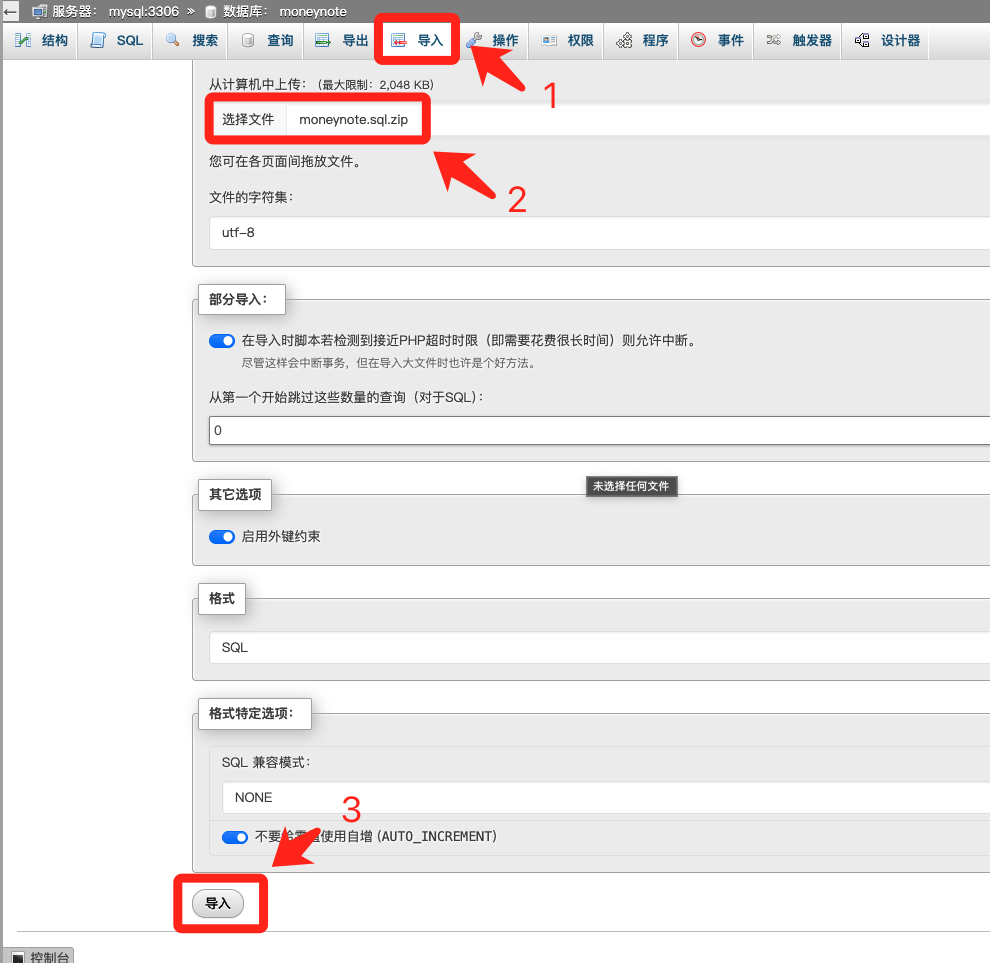 服务器： mysql:3306 » 数据库： moneynote
结构 SQL 搜索 查询 导出 导入 操作 权限 程序 事件 触发器 设计器
1
从计算机中上传：（最大限制：2,048 KB）
选择文件 moneynote.sql.zip
您可在各页面间拖放文件。
2
文件的字符集：
utf-8
部分导入：
在导入时脚本若检测到接近PHP超时时限（即需要花费很长时间）则允许中断。
尽管这样会中断事务，但在导入大文件时也许是个好方法。
从第一个开始跳过这些数量的查询（对于SQL）：
0
未选择任何文件
其它选项
启用外键约束
格式
SQL
格式特定选项：
SQL 兼容模式：
NONE
3
不要给零值使用自增 (AUTO_INCREMENT)
导入
控制台